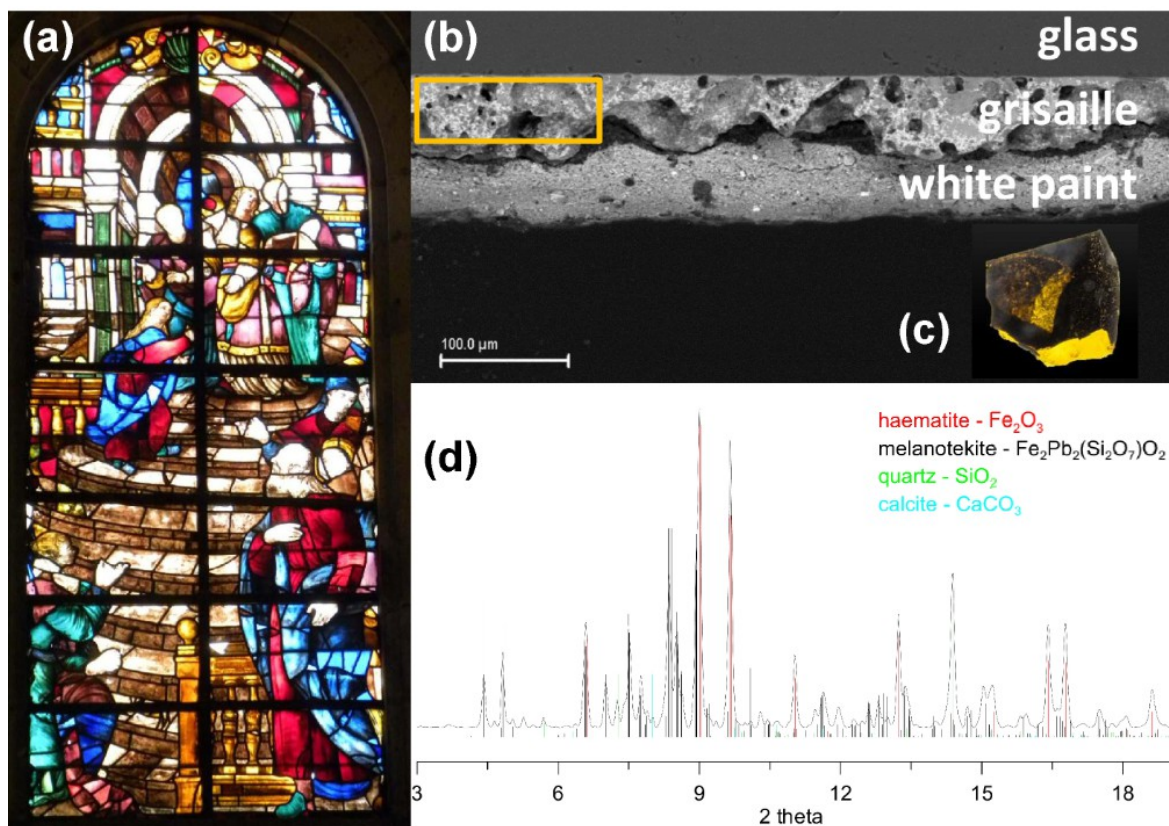 (a)
(b)
glass
grisaille
white paint
(c)
100.0 µm
(d)
haematite - Fe₂O₃
melanotekite - Fe₂Pb₂(Si₂O₇)O₂
quartz - SiO₂
calcite - CaCO₃
3 6 9 12 15 18
2 theta